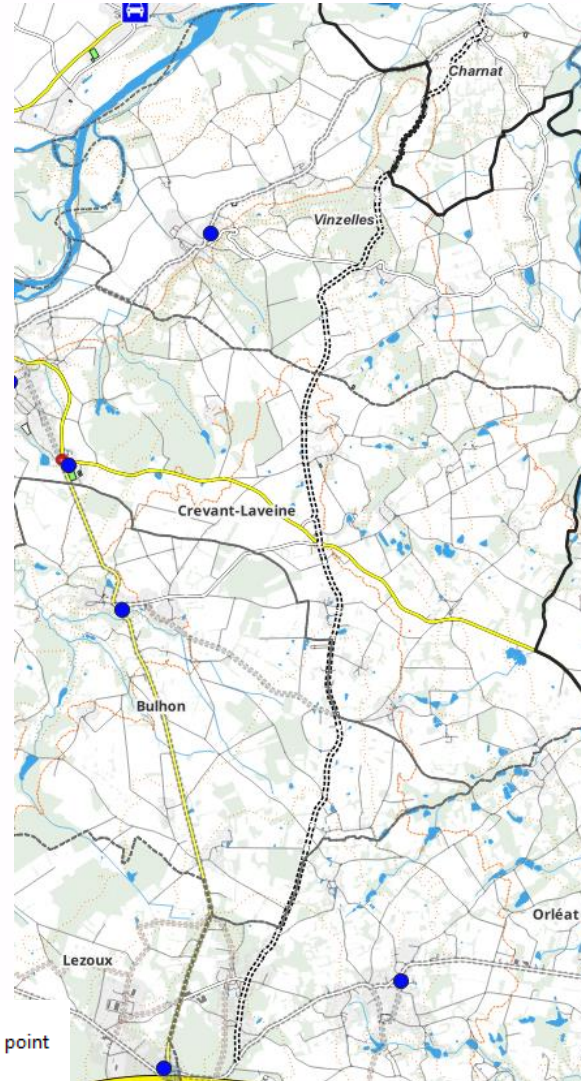 Charnat
Vinzelles
Crevant-Laveine
Bulhon
Orléat
Lezoux
point